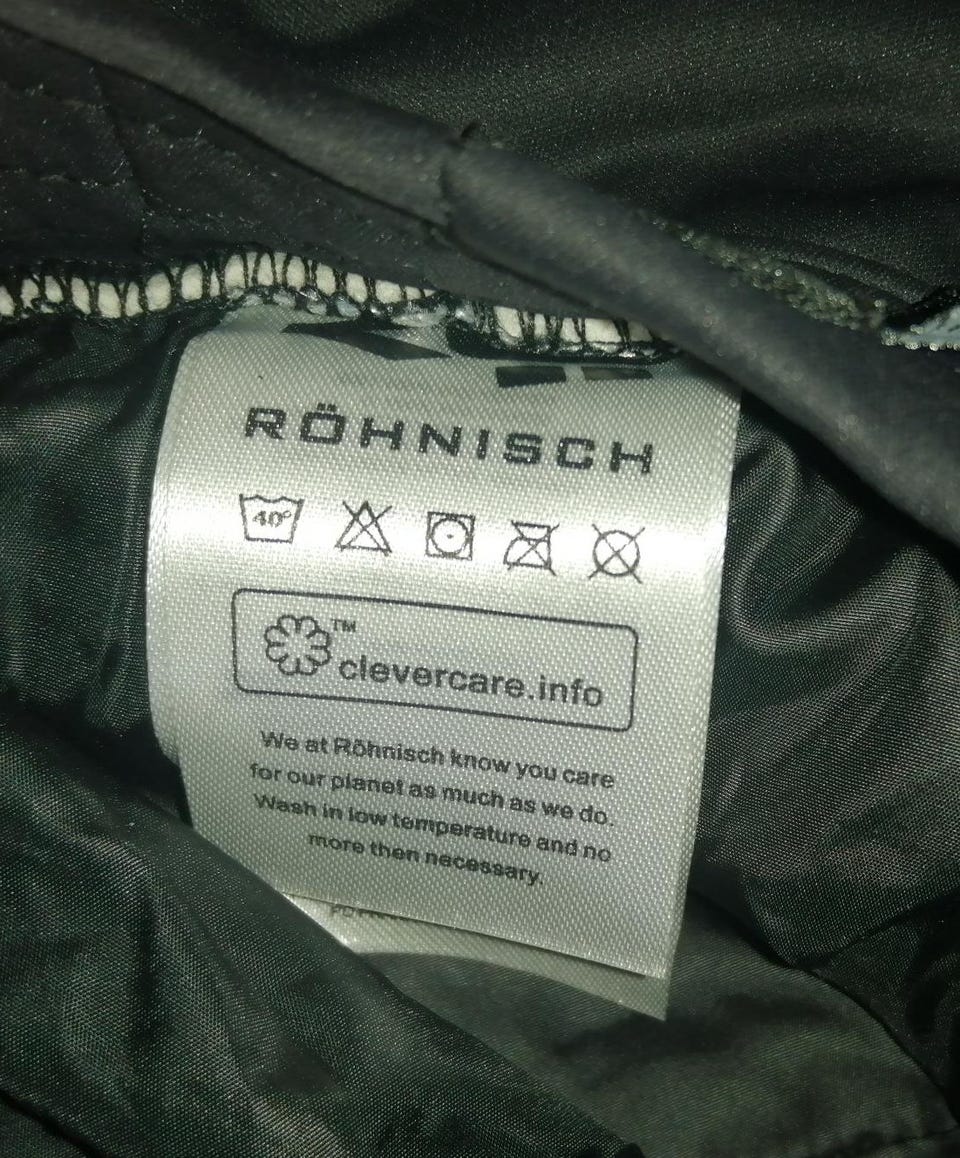 RÖHNISCH
40°
TM
clevercare.info
We at Röhnisch know you care
for our planet as much as we do.
Wash in low temperature and no
more then necessary.